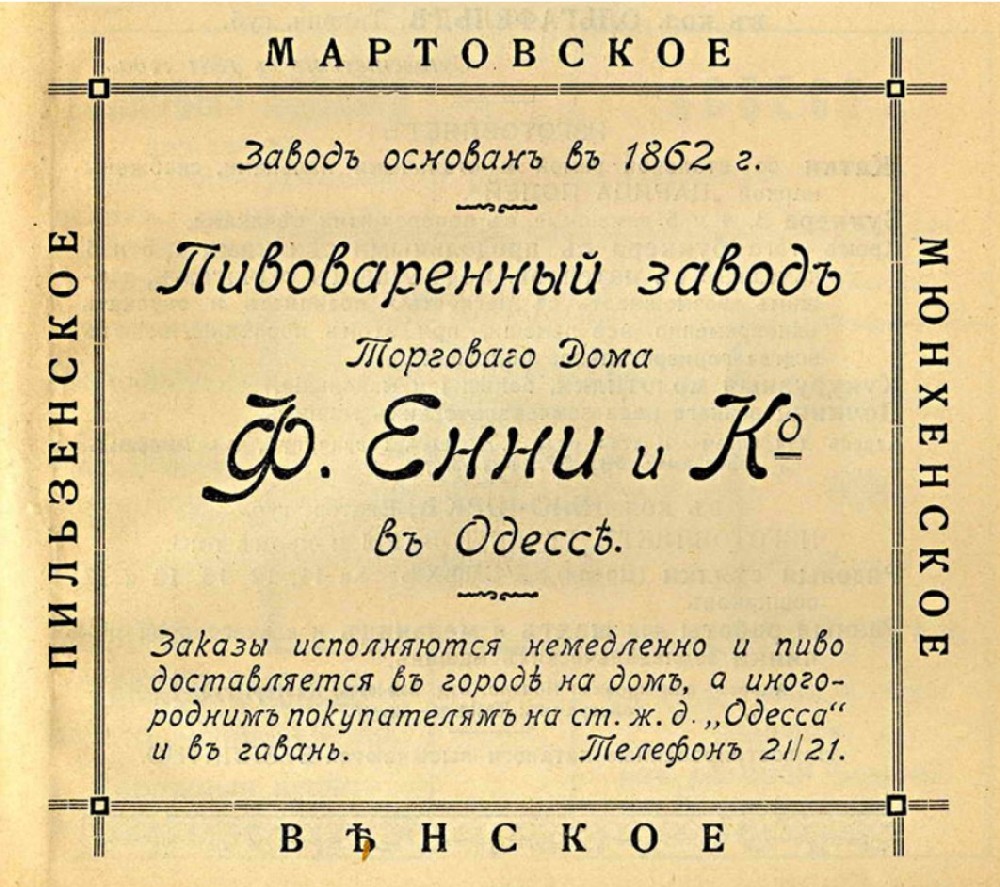 МАРТОВСКОЕ
Заводъ основанъ въ 1862 г.
Пивоваренный заводъ
Торговаго Дома
Ф. Енни и Кº
въ Одессѣ.
Заказы исполняются немедленно и пиво
доставляется въ городѣ на домъ, а иного-
роднимъ покупателямъ на ст. ж. д. „Одесса“
и въ гавань. Телефонъ 21/21.
ПИЛЬЗЕНСКОЕ
МЮНХЕНСКОЕ
ВѢНСКОЕ